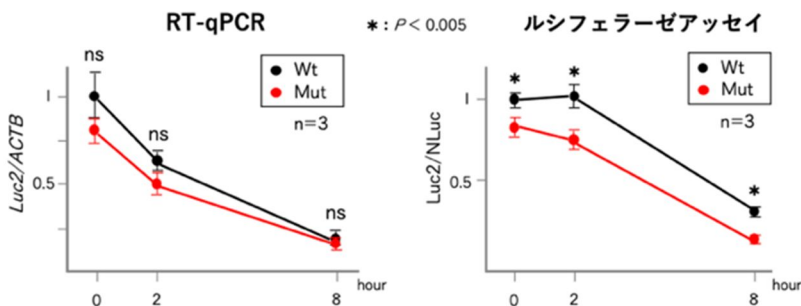 RT-qPCR
*: P < 0.005
ルシフェラーゼアッセイ
ns
ns
ns
Wt
Mut
n=3
Luc2/ACTB
1
0.5
0
2
8
hour
*
*
*
Wt
Mut
n=3
Luc2/NLuc
1
0.5
0
2
8
hour